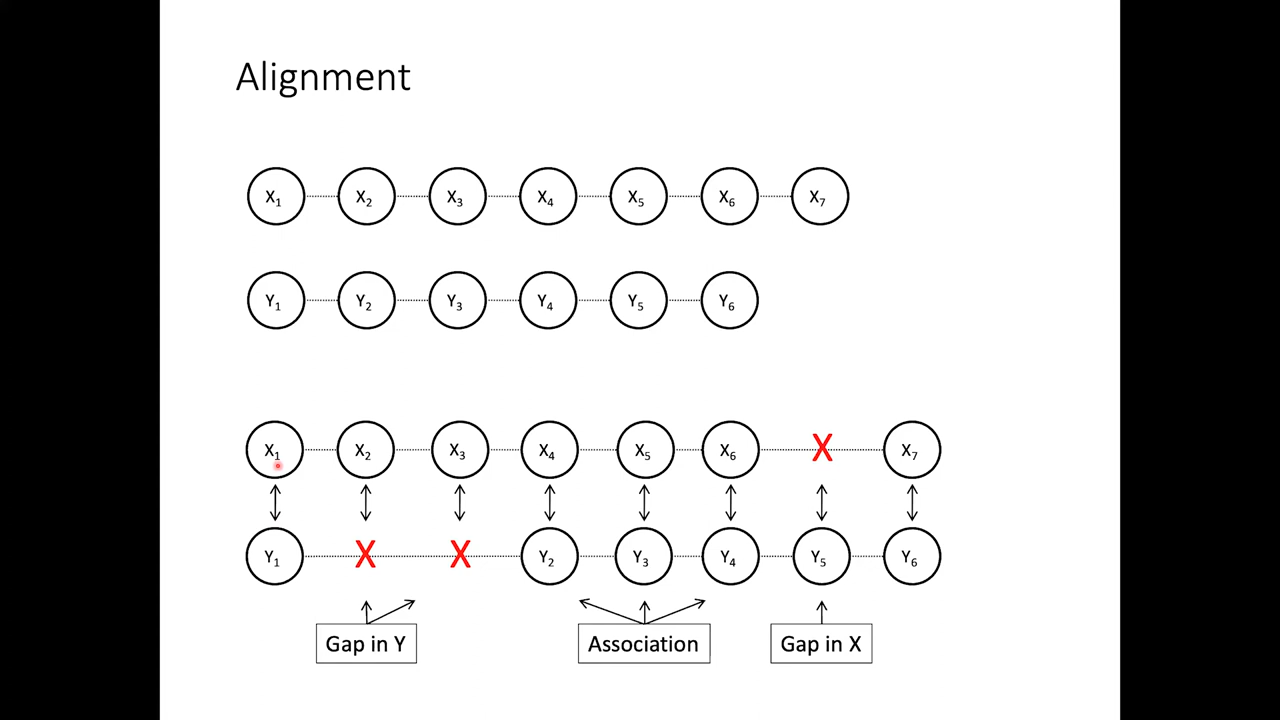 Alignment
X₁ X₂ X₃ X₄ X₅ X₆ X₇
Y₁ Y₂ Y₃ Y₄ Y₅ Y₆
X₁ X₂ X₃ X₄ X₅ X₆ X X₇
Y₁ X X Y₂ Y₃ Y₄ Y₅ Y₆
Gap in Y Association Gap in X